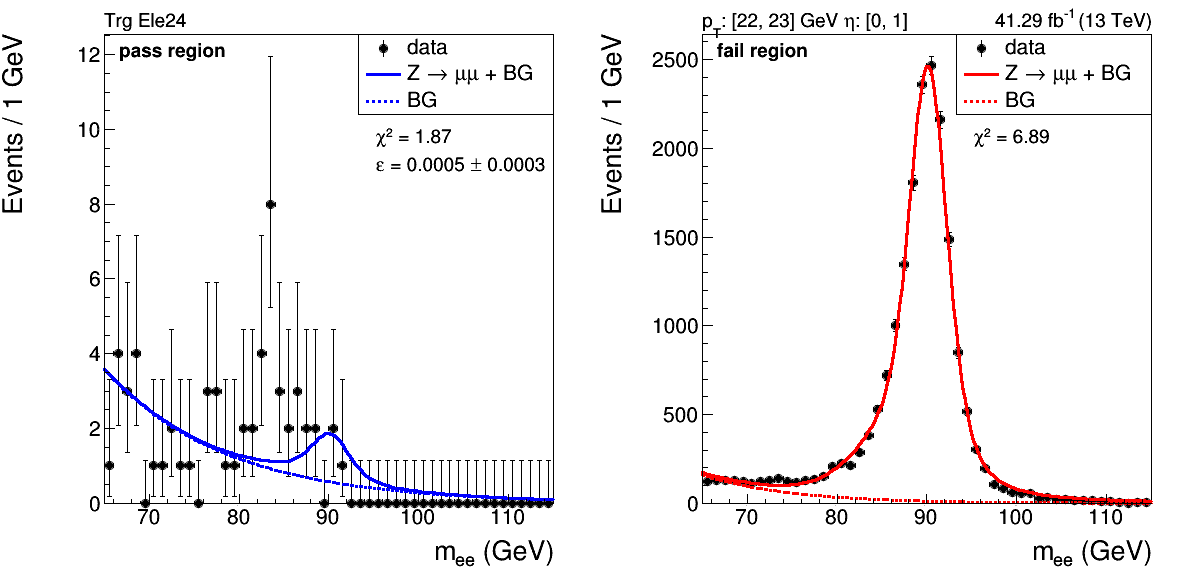 Trg Ele24
pass region
data
Z → μμ + BG
BG
χ² = 1.87
ε = 0.0005 ± 0.0003
Events / 1 GeV
0
2
4
6
8
10
12
70
80
90
100
110
m_ee (GeV)
p_T: [22, 23] GeV η: [0, 1]
41.29 fb⁻¹ (13 TeV)
fail region
data
Z → μμ + BG
BG
χ² = 6.89
Events / 1 GeV
0
500
1000
1500
2000
2500
70
80
90
100
110
m_ee (GeV)